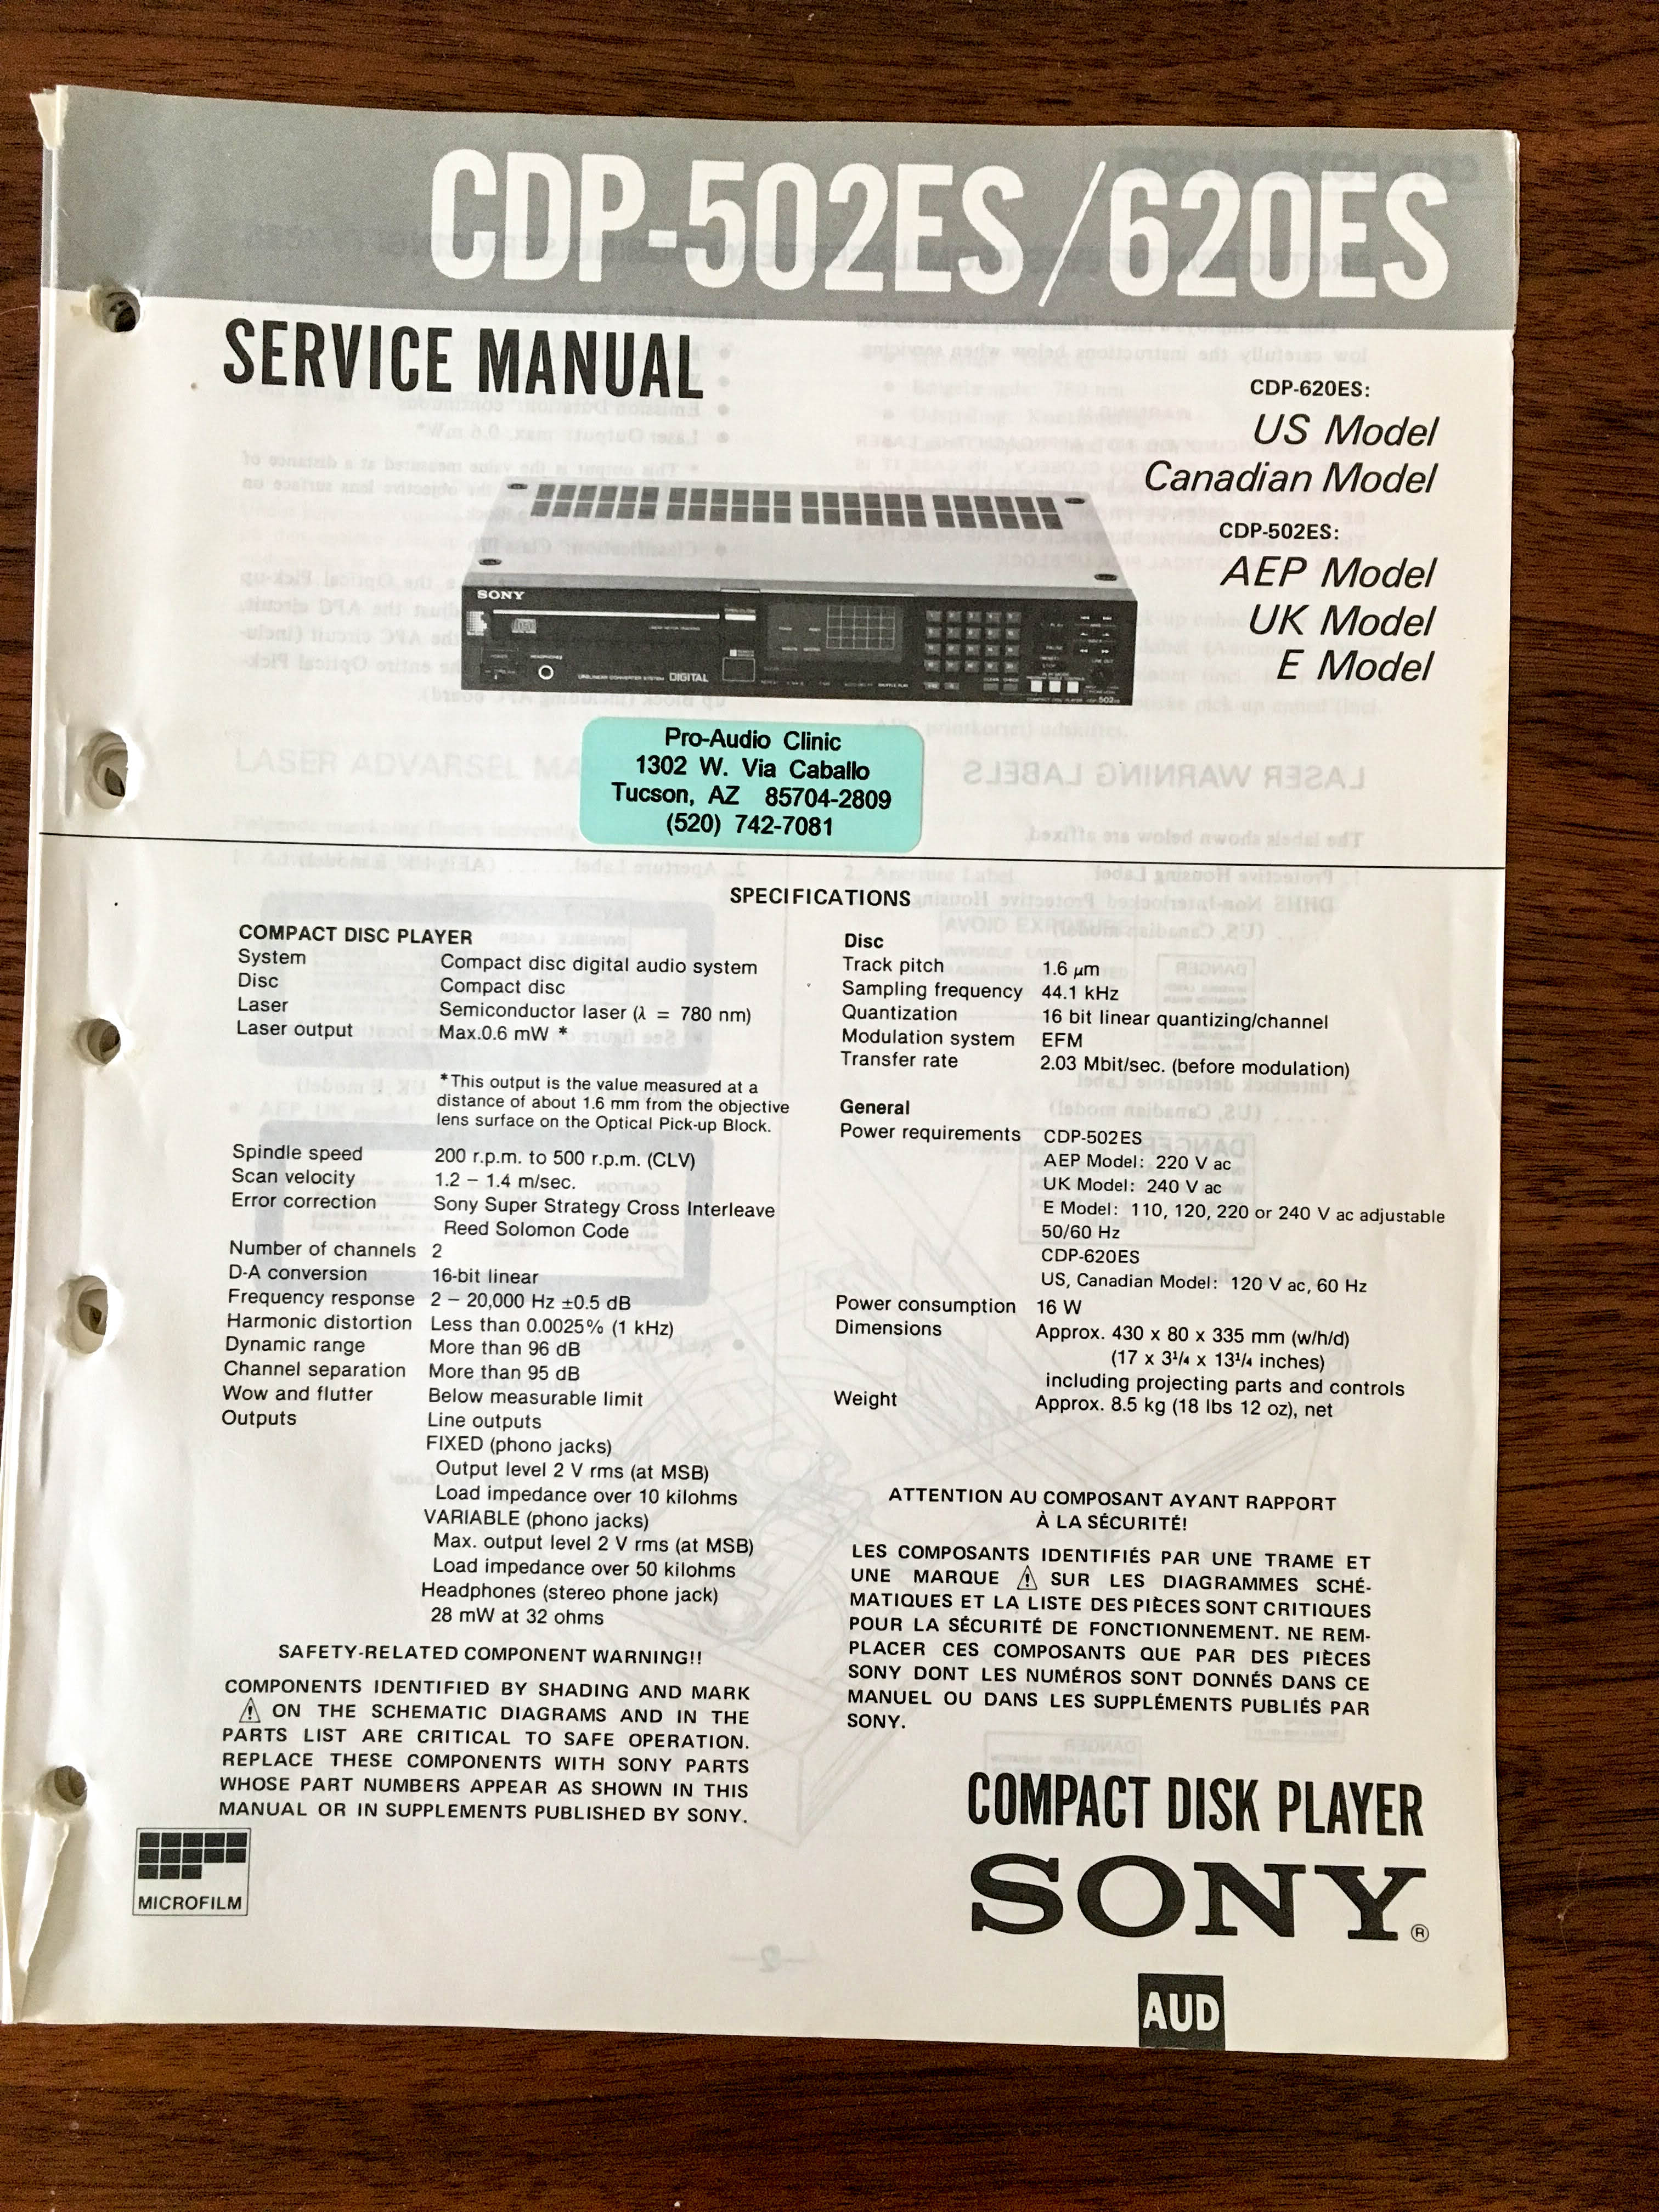 CDP-502ES/620ES
SERVICE MANUAL
CDP-620ES:
US Model
Canadian Model
CDP-502ES:
AEP Model
UK Model
E Model
SONY
HEADPHONES
DIGITAL
Pro-Audio Clinic
1302 W. Via Caballo
Tucson, AZ 85704-2809
(520) 742-7081
SPECIFICATIONS
COMPACT DISC PLAYER
System Compact disc digital audio system
Disc Compact disc
Laser Semiconductor laser (λ = 780 nm)
Laser output Max.0.6 mW *
*This output is the value measured at a
distance of about 1.6 mm from the objective
lens surface on the Optical Pick-up Block.
Spindle speed 200 r.p.m. to 500 r.p.m. (CLV)
Scan velocity 1.2 – 1.4 m/sec.
Error correction Sony Super Strategy Cross Interleave
Reed Solomon Code
Number of channels 2
D-A conversion 16-bit linear
Frequency response 2 – 20,000 Hz ±0.5 dB
Harmonic distortion Less than 0.0025% (1 kHz)
Dynamic range More than 96 dB
Channel separation More than 95 dB
Wow and flutter Below measurable limit
Outputs Line outputs
FIXED (phono jacks)
Output level 2 V rms (at MSB)
Load impedance over 10 kilohms
VARIABLE (phono jacks)
Max. output level 2 V rms (at MSB)
Load impedance over 50 kilohms
Headphones (stereo phone jack)
28 mW at 32 ohms
SAFETY-RELATED COMPONENT WARNING!!
COMPONENTS IDENTIFIED BY SHADING AND MARK
⚠ ON THE SCHEMATIC DIAGRAMS AND IN THE
PARTS LIST ARE CRITICAL TO SAFE OPERATION.
REPLACE THESE COMPONENTS WITH SONY PARTS
WHOSE PART NUMBERS APPEAR AS SHOWN IN THIS
MANUAL OR IN SUPPLEMENTS PUBLISHED BY SONY.
MICROFILM
Disc
Track pitch 1.6 μm
Sampling frequency 44.1 kHz
Quantization 16 bit linear quantizing/channel
Modulation system EFM
Transfer rate 2.03 Mbit/sec. (before modulation)
General
Power requirements CDP-502ES
AEP Model: 220 V ac
UK Model: 240 V ac
E Model: 110, 120, 220 or 240 V ac adjustable
50/60 Hz
CDP-620ES
US, Canadian Model: 120 V ac, 60 Hz
Power consumption 16 W
Dimensions Approx. 430 x 80 x 335 mm (w/h/d)
(17 x 3¹/₄ x 13¹/₄ inches)
including projecting parts and controls
Weight Approx. 8.5 kg (18 lbs 12 oz), net
ATTENTION AU COMPOSANT AYANT RAPPORT
À LA SÉCURITÉ!
LES COMPOSANTS IDENTIFIÉS PAR UNE TRAME ET
UNE MARQUE ⚠ SUR LES DIAGRAMMES SCHÉ-
MATIQUES ET LA LISTE DES PIÈCES SONT CRITIQUES
POUR LA SÉCURITÉ DE FONCTIONNEMENT. NE REM-
PLACER CES COMPOSANTS QUE PAR DES PIÈCES
SONY DONT LES NUMÉROS SONT DONNÉS DANS CE
MANUEL OU DANS LES SUPPLÉMENTS PUBLIÉS PAR
SONY.
COMPACT DISK PLAYER
SONY®
AUD